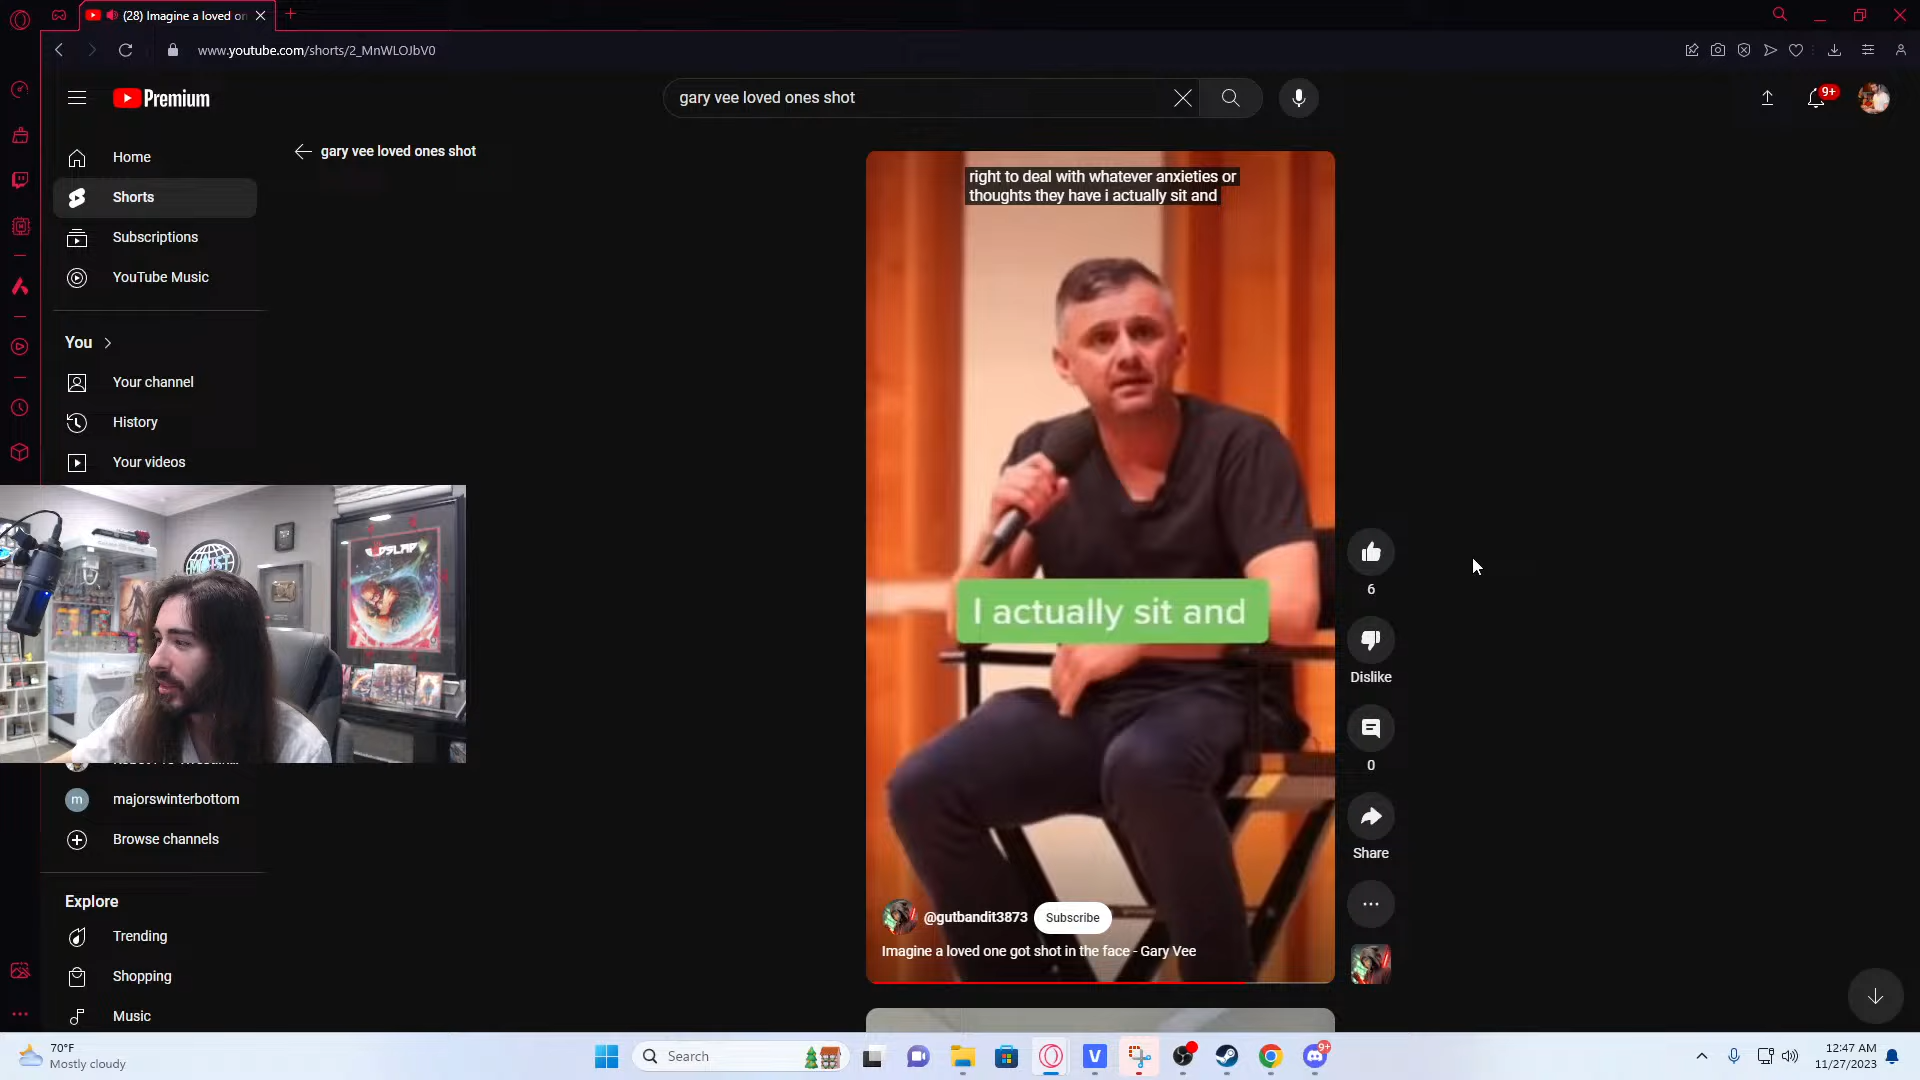 (28) Imagine a loved on
www.youtube.com/shorts/2_MnWLOJbV0
Premium
gary vee loved ones shot
9+
Home
Shorts
Subscriptions
YouTube Music
You
Your channel
History
Your videos
majorswinterbottom
Browse channels
Explore
Trending
Shopping
Music
gary vee loved ones shot
right to deal with whatever anxieties or
thoughts they have i actually sit and
I actually sit and
@gutbandit3873
Subscribe
Imagine a loved one got shot in the face - Gary Vee
6
Dislike
0
Share
m
MOIST
70°F
Mostly cloudy
Search
V
9+
12:47 AM
11/27/2023